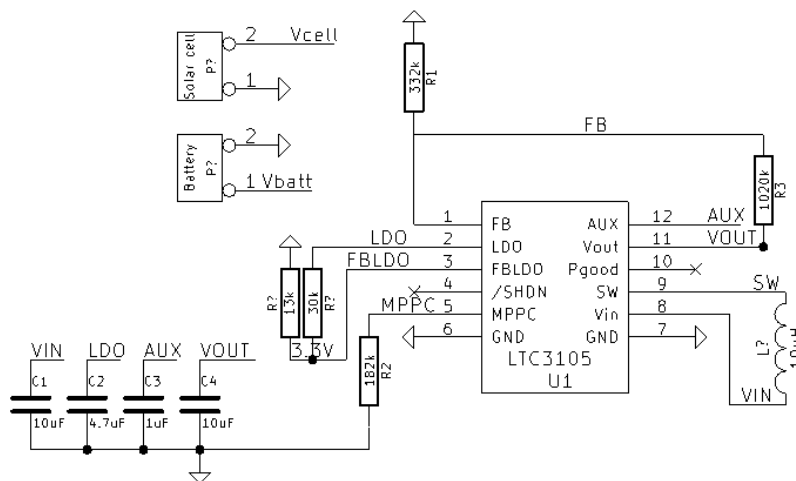 2 Vcell
Solar cell
P?
1
332k
R1
2
Battery
P?
1 Vbatt
FB
1020k
R3
1 FB
AUX 12 AUX
LDO 2 LDO
Vout 11 VOUT
FBLDO 3 FBLDO
Pgood 10
R? 13k 30k R?
4 /SHDN
SW 9 SW
MPPC 5 MPPC
Vin 8
6 GND
GND 7
3.3V
182k
R2
LTC3105
U1
L?
10uH
VIN
VIN LDO AUX VOUT
C1 C2 C3 C4
10uF 4.7uF 1uF 10uF